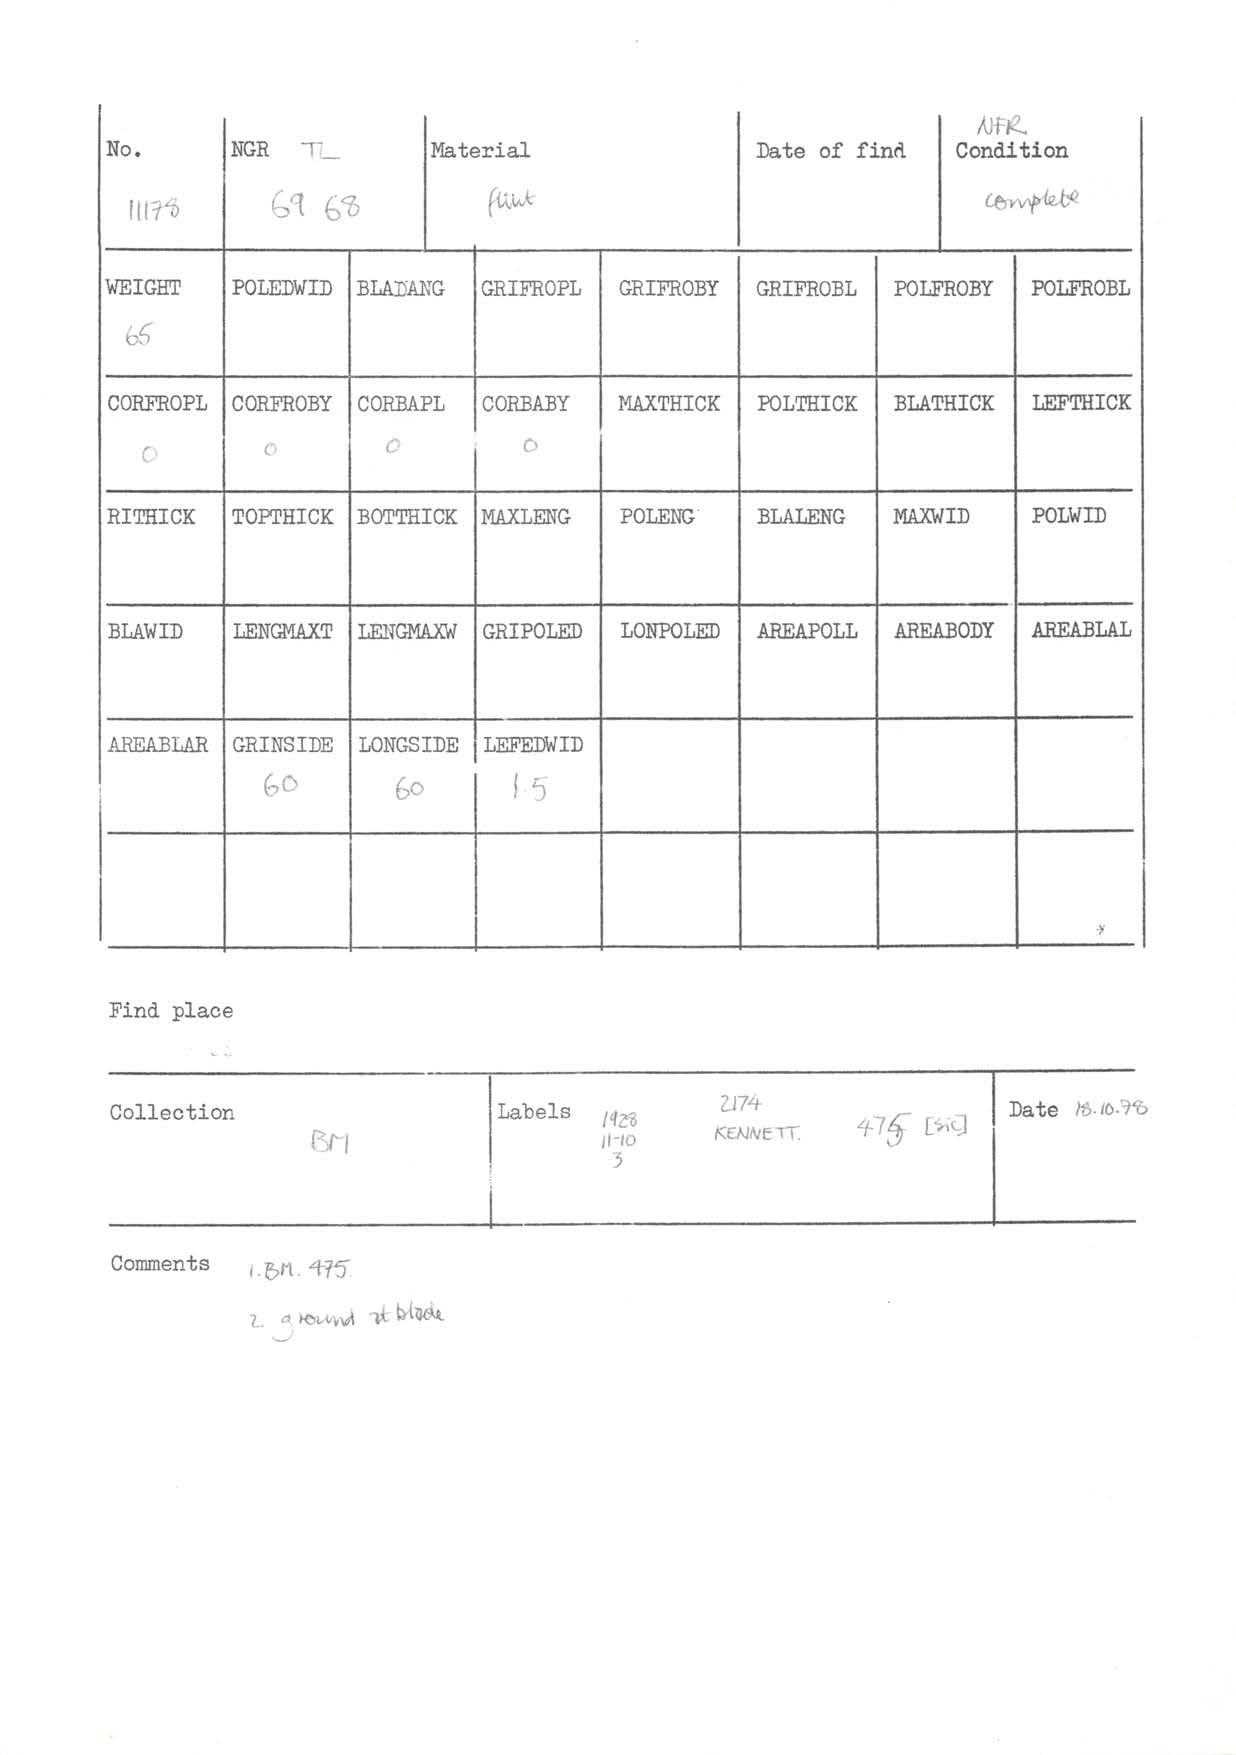 NFR
No. NGR TL Material Date of find Condition
11178 69 68 flint complete
WEIGHT POLEDWID BLADANG GRIFROPL GRIFROBY GRIFROBL POLFROBY POLFROBL
65
CORFROPL CORFROBY CORBAPL CORBABY MAXTHICK POLTHICK BLATHICK LEFTHICK
0 0 0 0
RITHICK TOPTHICK BOTTHICK MAXLENG POLENG BLALENG MAXWID POLWID
BLAWID LENGMAXT LENGMAXW GRIPOLED LONPOLED AREAPOLL AREABODY AREABLAL
AREABLAR GRINSIDE LONGSIDE LEFEDWID
60 60 1.5
Find place
Collection BM
Labels 1928 2174
11-10 KENNETT. 475 [sic]
3
Date 18.10.78
Comments 1. BM. 475.
2. ground at blade